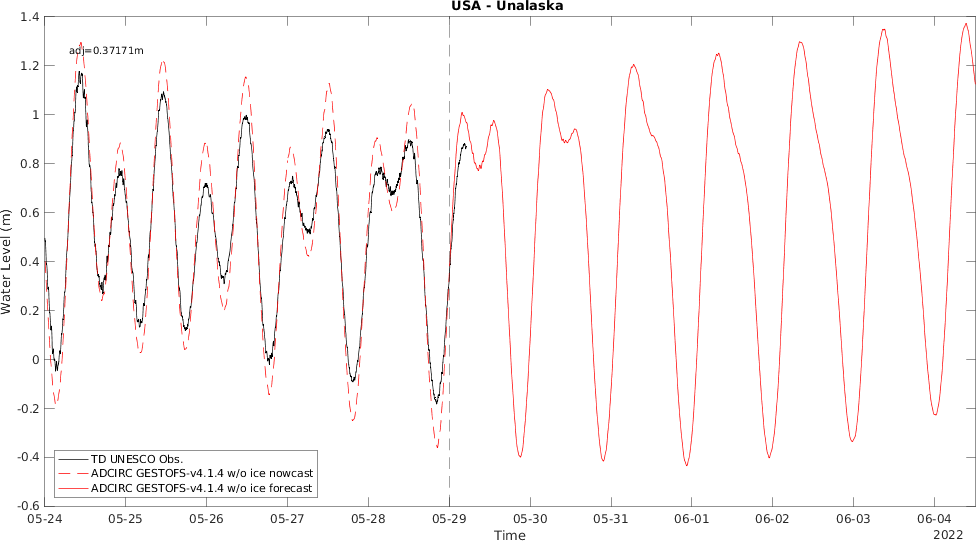 USA - Unalaska
adj=0.37171m
Water Level (m)
1.4
1.2
1
0.8
0.6
0.4
0.2
0
-0.2
-0.4
-0.6
TD UNESCO Obs.
ADCIRC GESTOFS-v4.1.4 w/o ice nowcast
ADCIRC GESTOFS-v4.1.4 w/o ice forecast
05-24 05-25 05-26 05-27 05-28 05-29 05-30 05-31 06-01 06-02 06-03 06-04
Time
2022